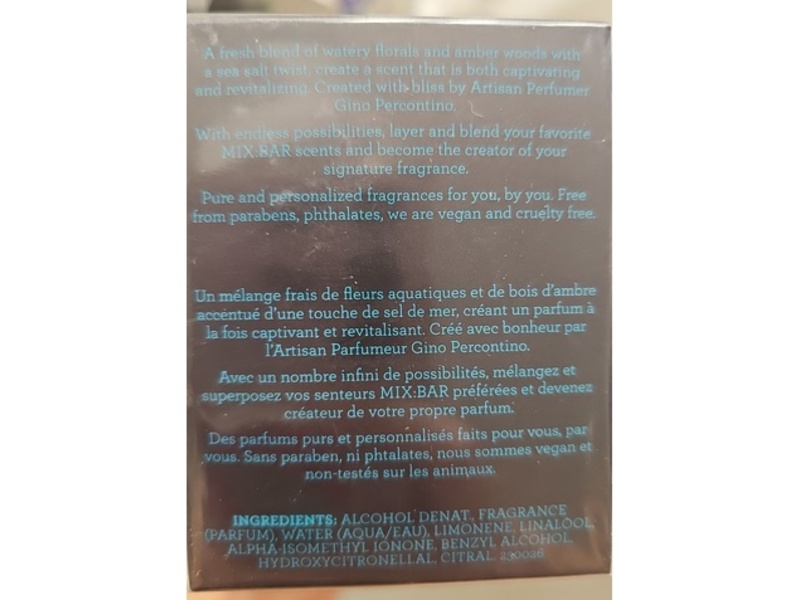 A fresh blend of watery florals and amber woods with
a sea salt twist, create a scent that is both captivating
and revitalizing. Created with bliss by Artisan Perfumer
Gino Percontino.
With endless possibilities, layer and blend your favorite
MIX:BAR scents and become the creator of your
signature fragrance.
Pure and personalized fragrances for you, by you. Free
from parabens, phthalates, we are vegan and cruelty free.
Un mélange frais de fleurs aquatiques et de bois d'ambre
accentué d'une touche de sel de mer, créant un parfum à
la fois captivant et revitalisant. Créé avec bonheur par
l'Artisan Parfumeur Gino Percontino.
Avec un nombre infini de possibilités, mélangez et
superposez vos senteurs MIX:BAR préférées et devenez
créateur de votre propre parfum.
Des parfums purs et personnalisés faits pour vous, par
vous. Sans paraben, ni phtalates, nous sommes vegan et
non-testés sur les animaux.
INGREDIENTS: ALCOHOL DENAT., FRAGRANCE
(PARFUM), WATER (AQUA/EAU), LIMONENE, LINALOOL,
ALPHA-ISOMETHYL IONONE, BENZYL ALCOHOL,
HYDROXYCITRONELLAL, CITRAL. 230036